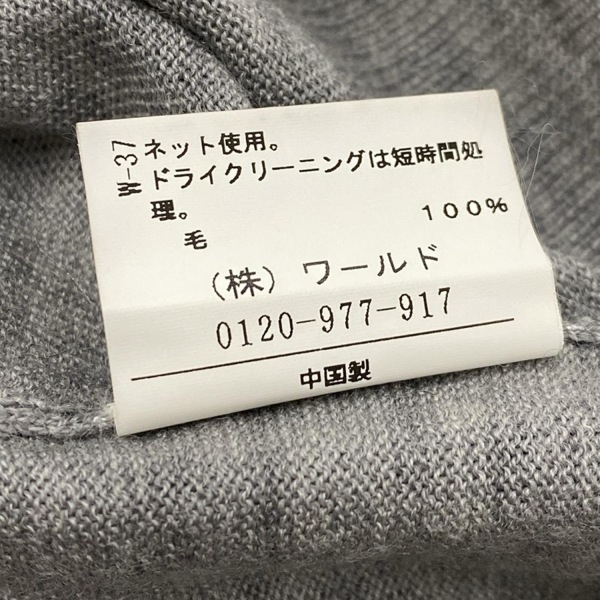 W-37
ネット使用。
ドライクリーニングは短時間処
理。
毛 100%
(株) ワールド
0120-977-917
中国製